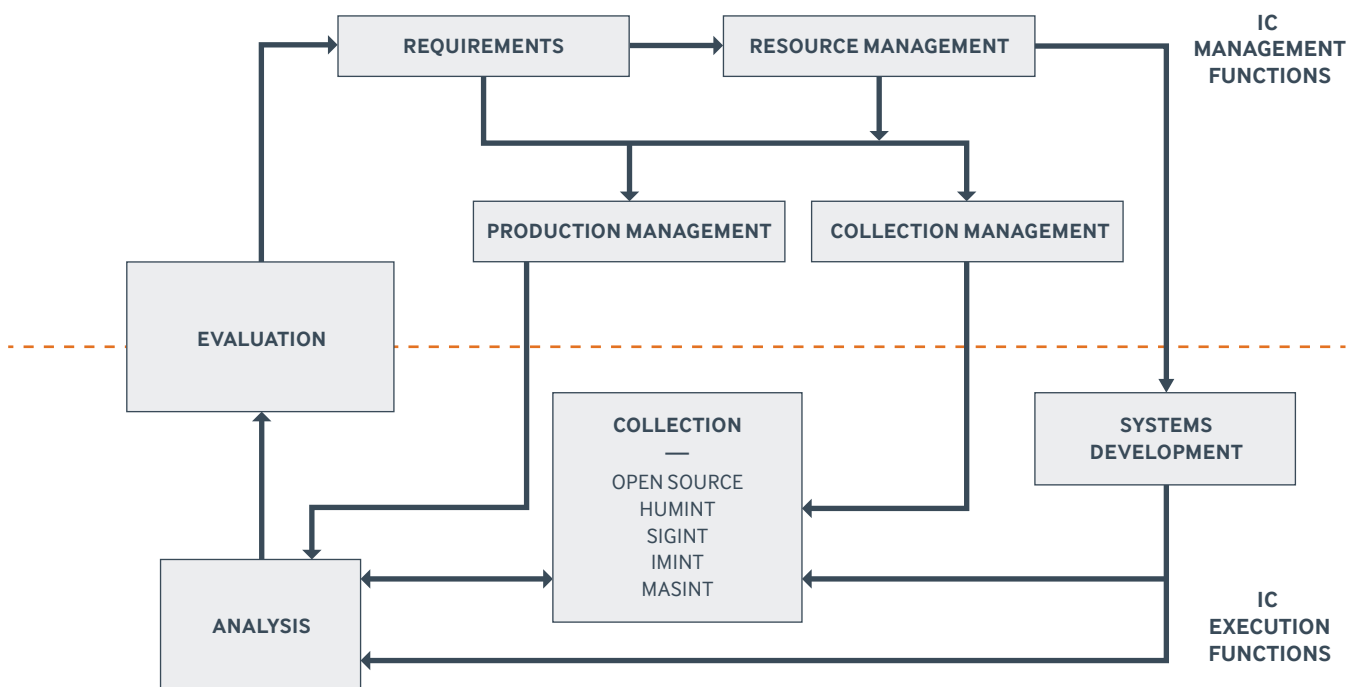 REQUIREMENTS
RESOURCE MANAGEMENT
IC
MANAGEMENT
FUNCTIONS
PRODUCTION MANAGEMENT
COLLECTION MANAGEMENT
EVALUATION
COLLECTION
—
OPEN SOURCE
HUMINT
SIGINT
IMINT
MASINT
SYSTEMS
DEVELOPMENT
ANALYSIS
IC
EXECUTION
FUNCTIONS